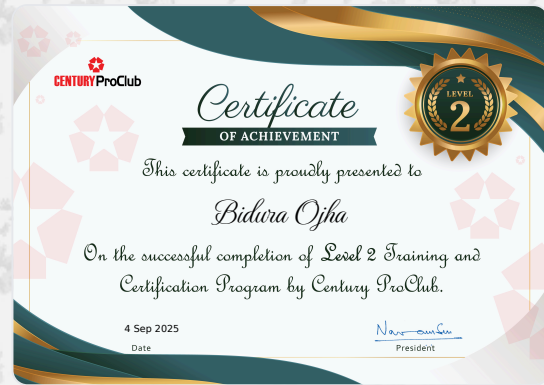 CENTURY ProClub
LEVEL
2
Certificate
OF ACHIEVEMENT
This certificate is proudly presented to
Bidura Ojha
On the successful completion of Level 2 Training and
Certification Program by Century ProClub.
4 Sep 2025
Date
President